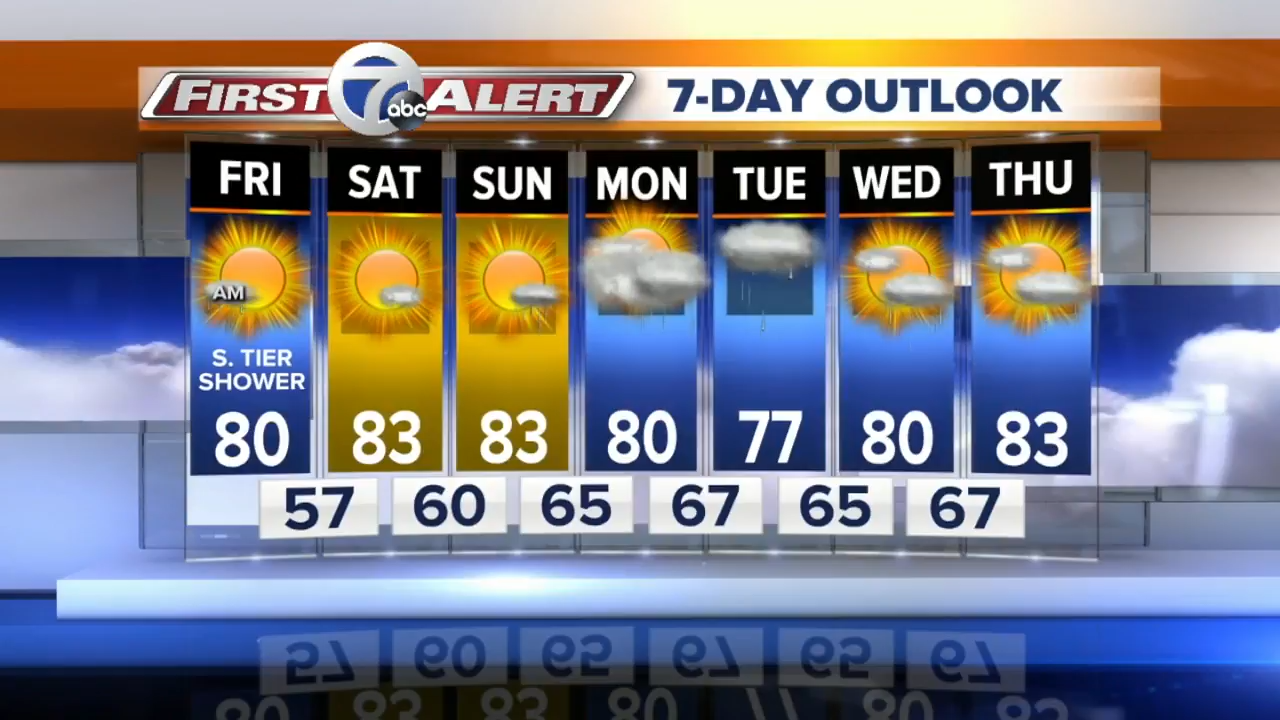 FIRST 7 abc ALERT 7-DAY OUTLOOK
FRI SAT SUN MON TUE WED THU
AM
S. TIER
SHOWER
80 83 83 80 77 80 83
57 60 65 67 65 67